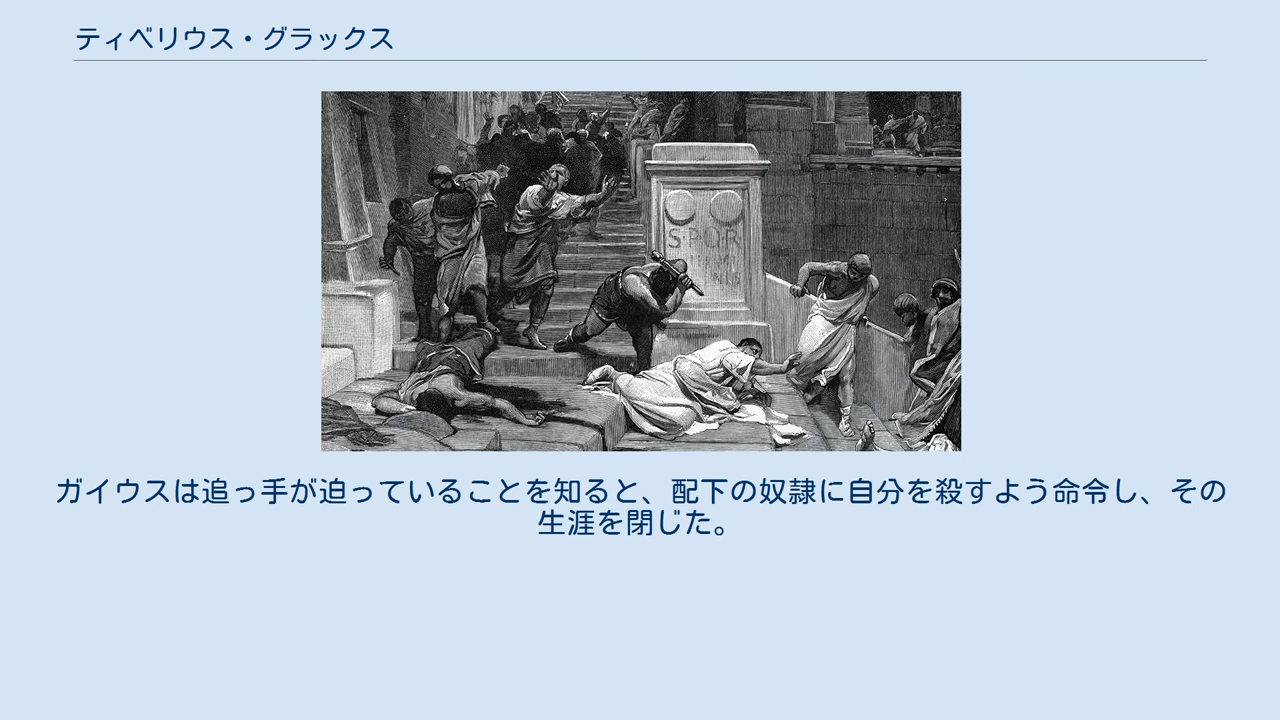 ティベリウス・グラックス
SPQR
ガイウスは追っ手が迫っていることを知ると、配下の奴隷に自分を殺すよう命令し、その
生涯を閉じた。